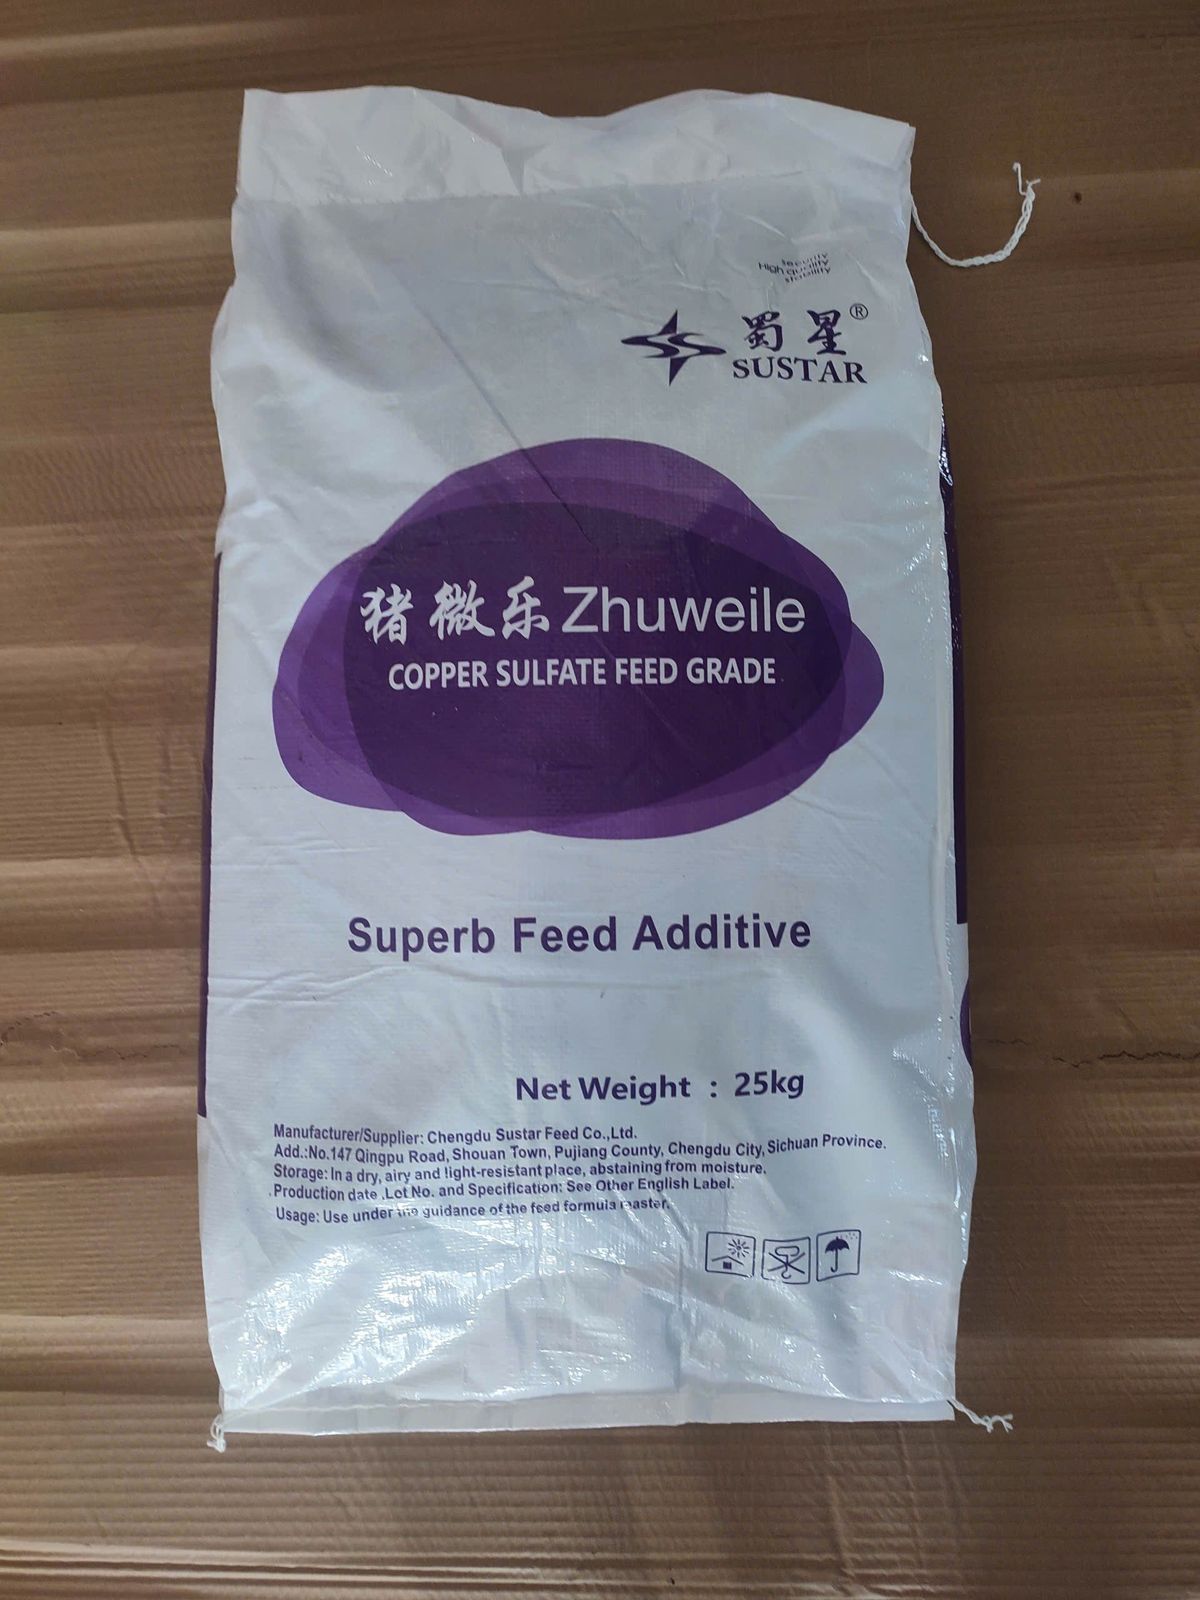 Security
High quality
stability
蜀星®
SUSTAR
猪微乐 Zhuweile
COPPER SULFATE FEED GRADE
Superb Feed Additive
Net Weight : 25kg
Manufacturer/Supplier: Chengdu Sustar Feed Co.,Ltd.
Add.:No.147 Qingpu Road, Shouan Town, Pujiang County, Chengdu City, Sichuan Province.
Storage: In a dry, airy and light-resistant place, abstaining from moisture.
Production date .Lot No. and Specification: See Other English Label.
Usage: Use under the guidance of the feed formula master.